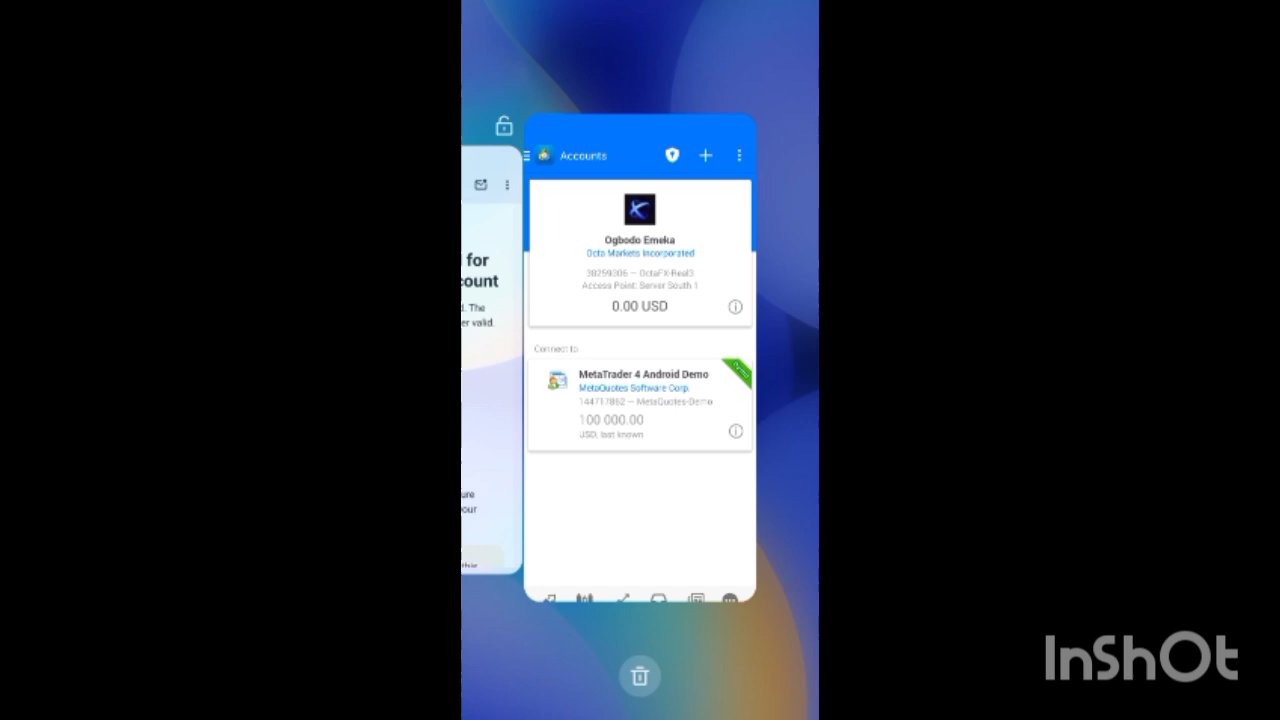 for
count
d. The
er valid.
ure
our
Accounts
Ogbodo Emeka
Octa Markets Incorporated
38259306 — OctaFX-Real3
Access Point: Server South 1
0.00 USD
Connect to
MetaTrader 4 Android Demo
MetaQuotes Software Corp.
144717862 — MetaQuotes-Demo
100 000.00
USD, last known
Demo
InShOt